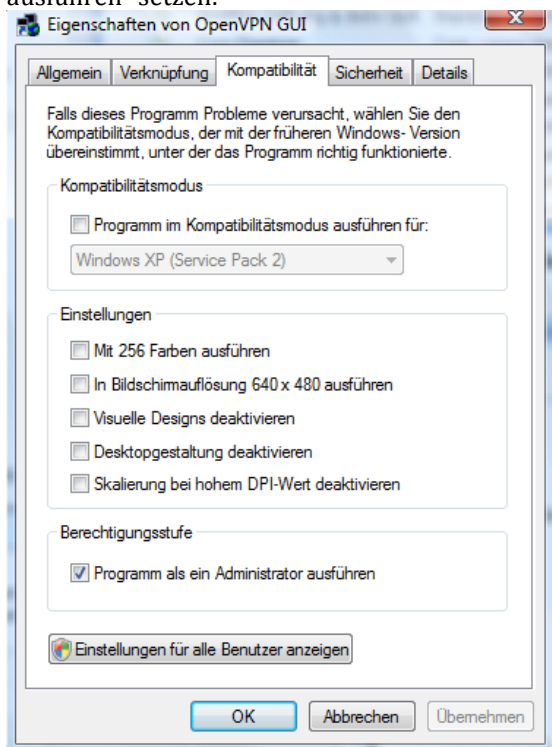 ausführen“ setzen.
Eigenschaften von OpenVPN GUI
Allgemein Verknüpfung Kompatibilität Sicherheit Details
Falls dieses Programm Probleme verursacht, wählen Sie den
Kompatibilitätsmodus, der mit der früheren Windows- Version
übereinstimmt, unter der das Programm richtig funktionierte.
Kompatibilitätsmodus
Programm im Kompatibilitätsmodus ausführen für:
Windows XP (Service Pack 2)
Einstellungen
Mit 256 Farben ausführen
In Bildschirmauflösung 640 x 480 ausführen
Visuelle Designs deaktivieren
Desktopgestaltung deaktivieren
Skalierung bei hohem DPI-Wert deaktivieren
Berechtigungsstufe
Programm als ein Administrator ausführen
Einstellungen für alle Benutzer anzeigen
OK Abbrechen Übernehmen